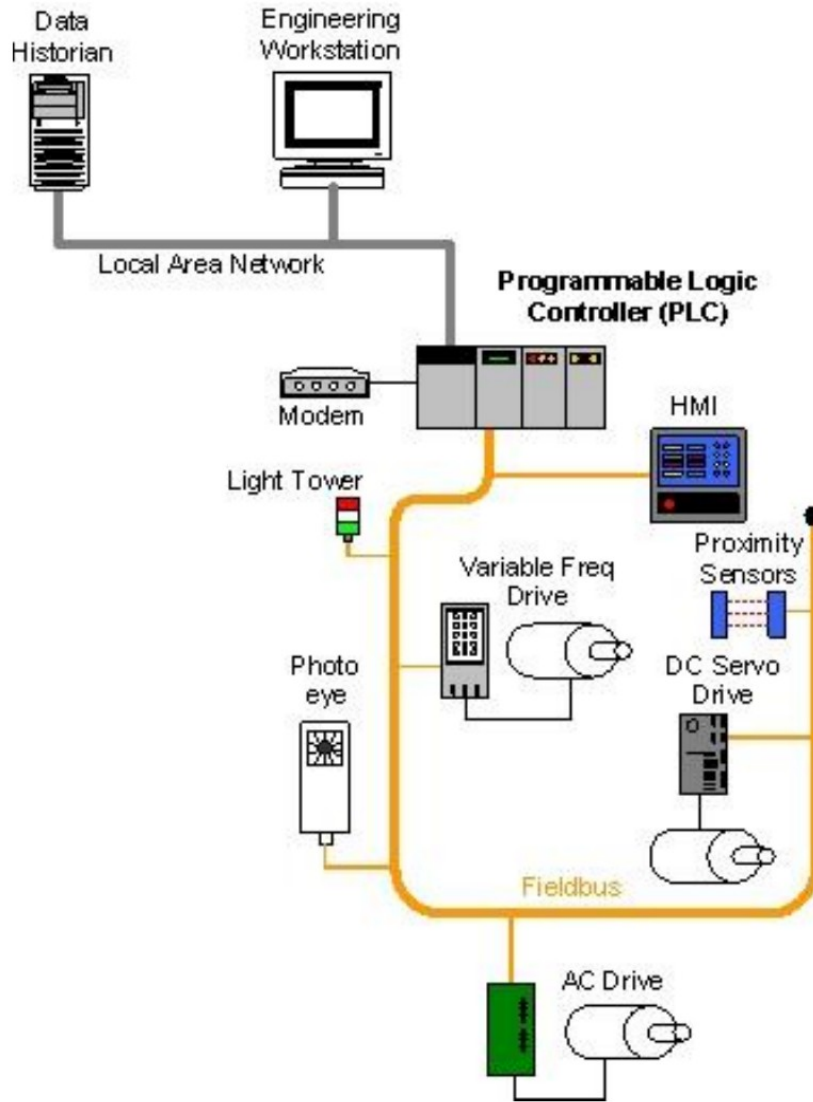 Data
Historian
Engineering
Workstation
Local Area Network
Programmable Logic
Controller (PLC)
Modem
HMI
Light Tower
Proximity
Sensors
Variable Freq
Drive
Photo
eye
DC Servo
Drive
Fieldbus
AC Drive